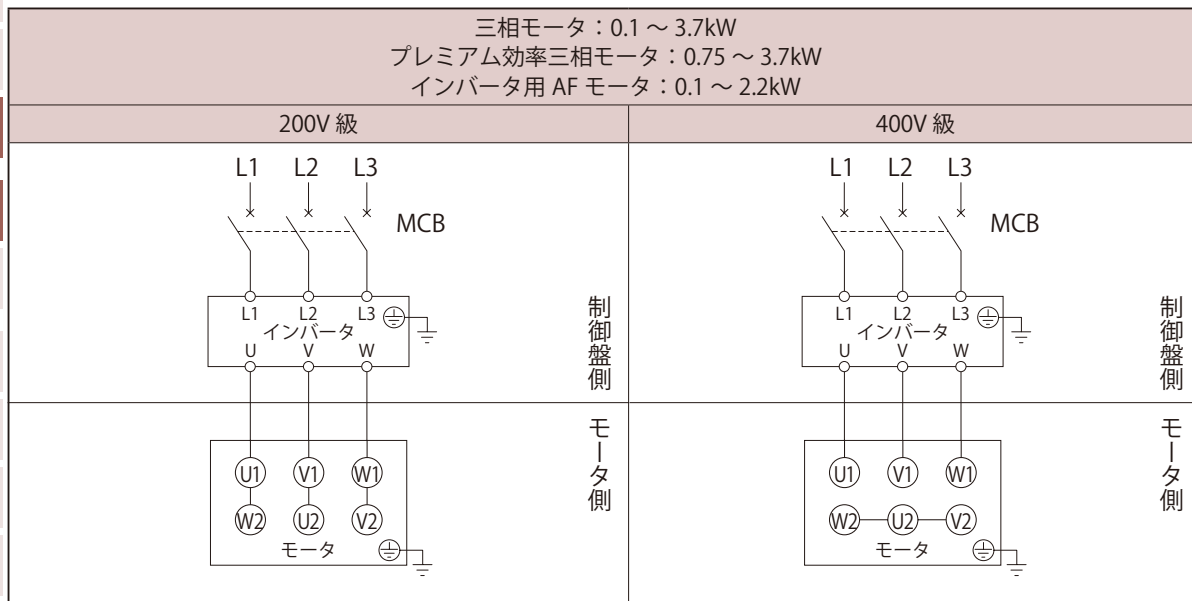 三相モータ:0.1 ~ 3.7kW
プレミアム効率三相モータ:0.75 ~ 3.7kW
インバータ用 AF モータ:0.1 ~ 2.2kW
200V 級
400V 級
L1 L2 L3
MCB
L1 L2 L3
インバータ
U V W
制御盤側
U1 V1 W1
W2 U2 V2
モータ
モータ側
L1 L2 L3
MCB
L1 L2 L3
インバータ
U V W
制御盤側
U1 V1 W1
W2 U2 V2
モータ
モータ側